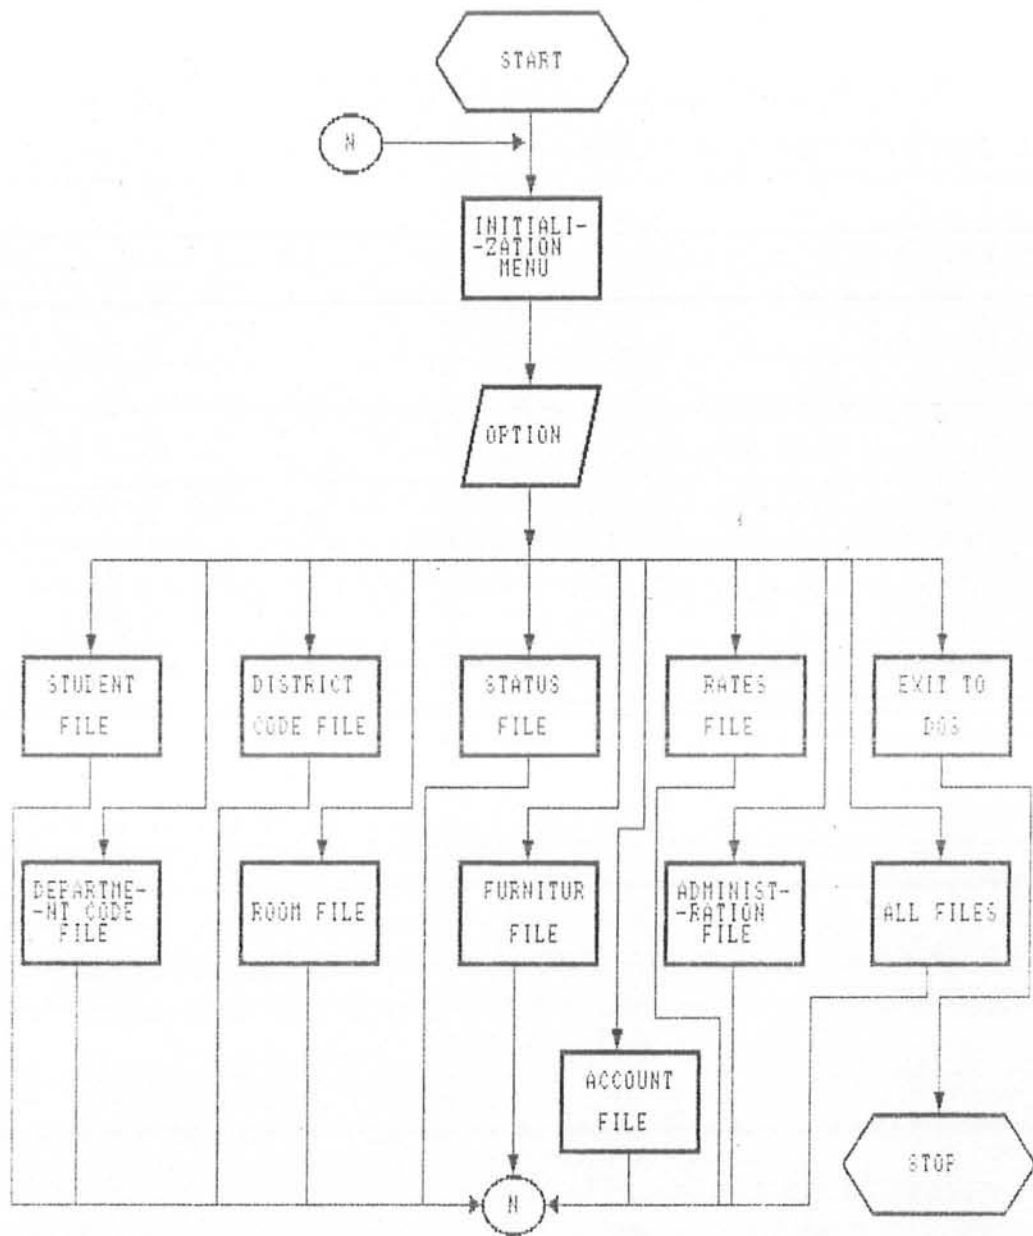 START
N
INITIALI-
-ZATION
MENU
OPTION
STUDENT
FILE
DISTRICT
CODE FILE
STATUS
FILE
RATES
FILE
EXIT TO
DOS
DEPARTME-
-NT CODE
FILE
ROOM FILE
FURNITUR
FILE
ADMINIST-
-RATION
FILE
ALL FILES
ACCOUNT
FILE
STOP
N